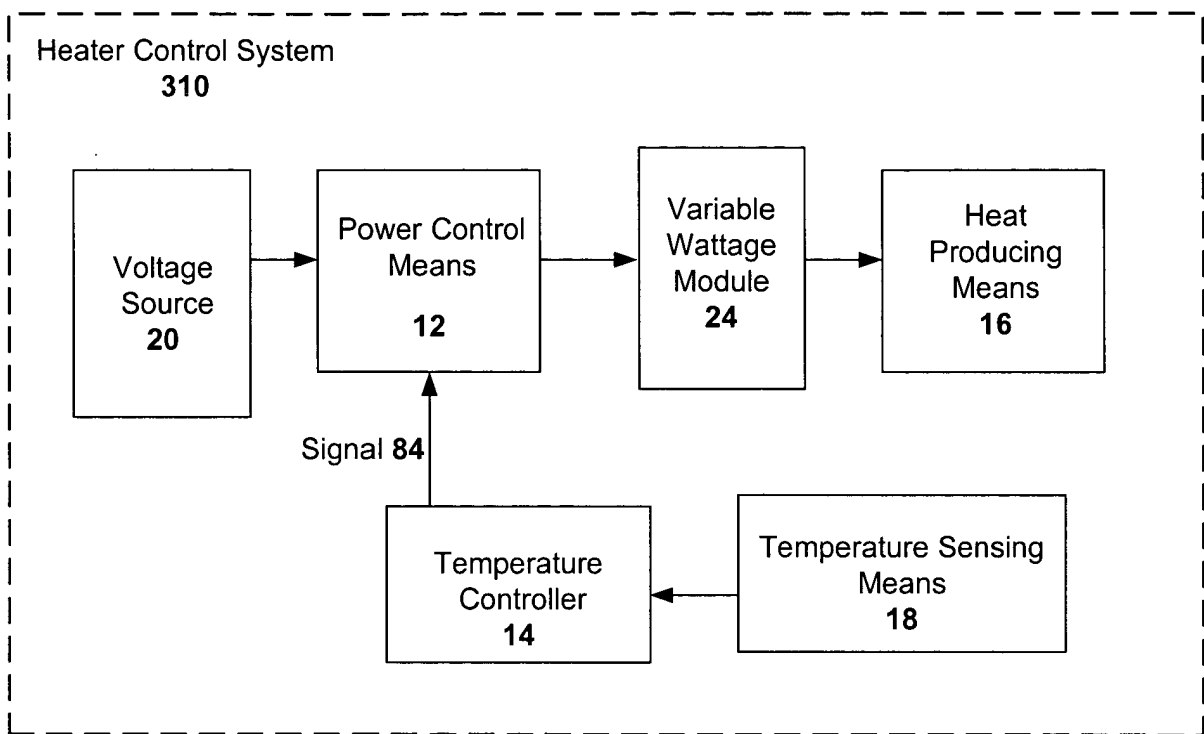 Heater Control System
310
Voltage
Source
20
Power Control
Means
12
Variable
Wattage
Module
24
Heat
Producing
Means
16
Signal 84
Temperature
Controller
14
Temperature Sensing
Means
18